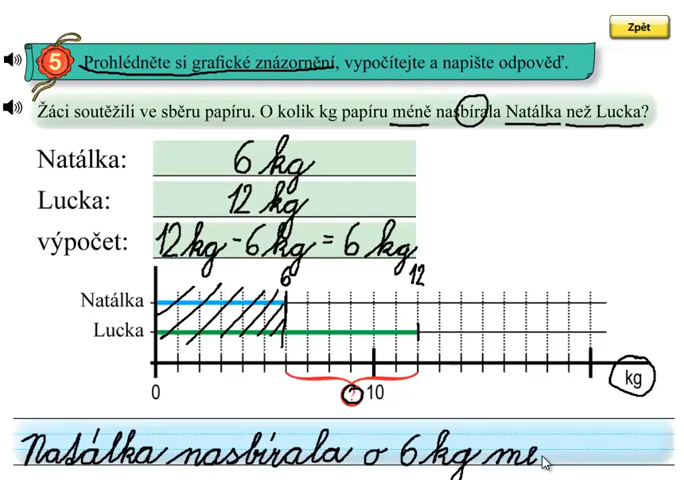 Zpět
5 Prohlédněte si grafické znázornění, vypočítejte a napište odpověď.
Žáci soutěžili ve sběru papíru. O kolik kg papíru méně nasbírala Natálka než Lucka?
Natálka: 6 kg
Lucka: 12 kg
výpočet: 12 kg - 6 kg = 6 kg
6 12
Natálka
Lucka
0 ? 10 kg
Natálka nasbírala o 6 kg mé